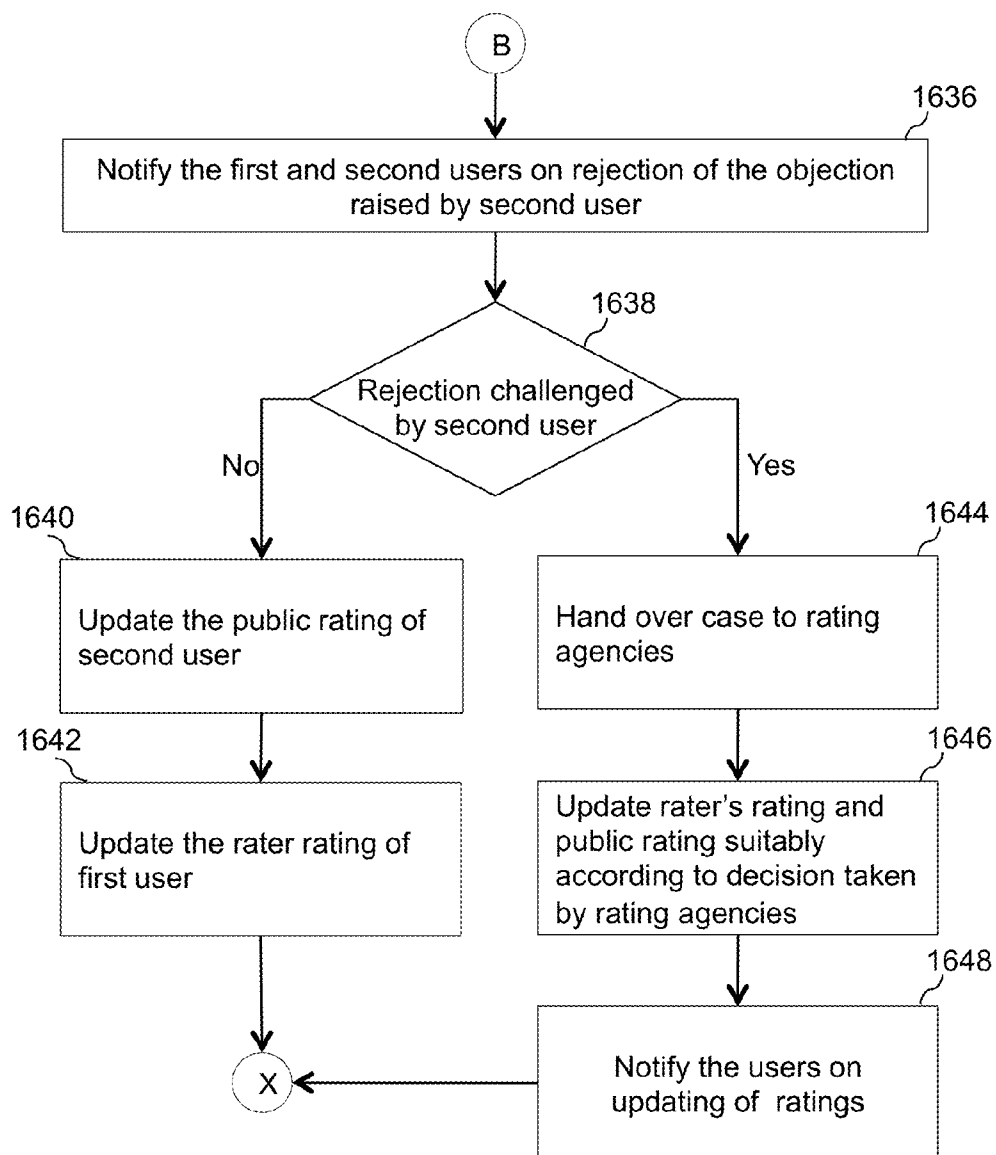 B
1636
Notify the first and second users on rejection of the objection
raised by second user
1638
Rejection challenged
by second user
No
Yes
1640
Update the public rating of
second user
1644
Hand over case to rating
agencies
1642
Update the rater rating of
first user
1646
Update rater's rating and
public rating suitably
according to decision taken
by rating agencies
1648
Notify the users on
updating of ratings
X